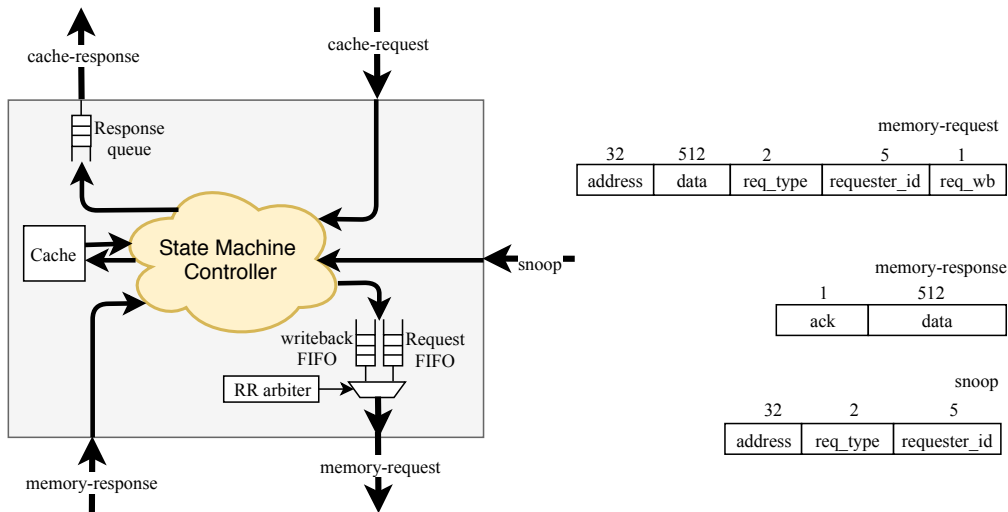 cache-response
cache-request
Response
queue
Cache
State Machine
Controller
snoop
writeback
FIFO
Request
FIFO
RR arbiter
memory-response
memory-request
memory-request
32 512 2 5 1
address data req_type requester_id req_wb
memory-response
1 512
ack data
snoop
32 2 5
address req_type requester_id